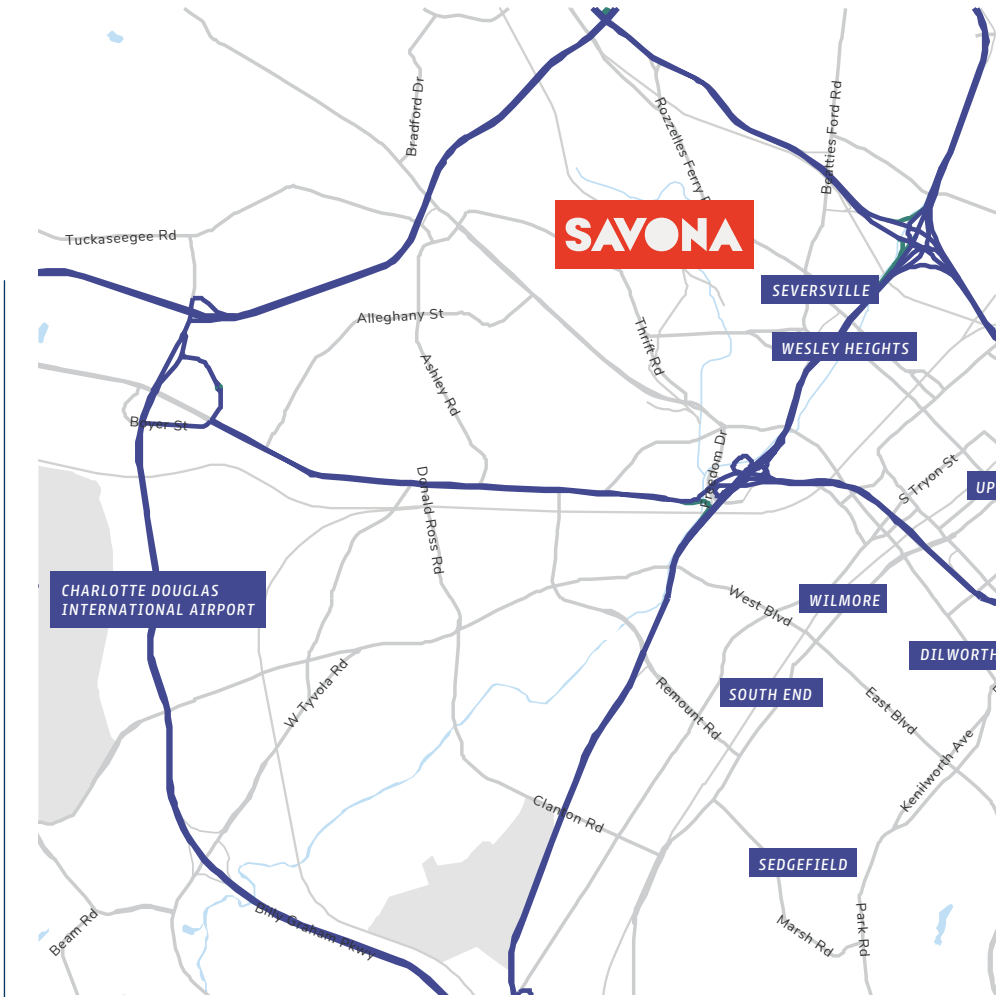 Bradford Dr
Rozzelles Ferry R
Beatties Ford Rd
Tuckaseegee Rd
SAVONA
SEVERSVILLE
Alleghany St
Thrift Rd
WESLEY HEIGHTS
Ashley Rd
Boyer St
Freedom Dr
S Tryon St
UP
Donald Ross Rd
CHARLOTTE DOUGLAS
INTERNATIONAL AIRPORT
West Blvd
WILMORE
DILWORTH
W Tyvola Rd
Remount Rd
SOUTH END
East Blvd
Kenilworth Ave
Clanton Rd
SEDGEFIELD
Billy Graham Pkwy
Beam Rd
Marsh Rd
Park Rd